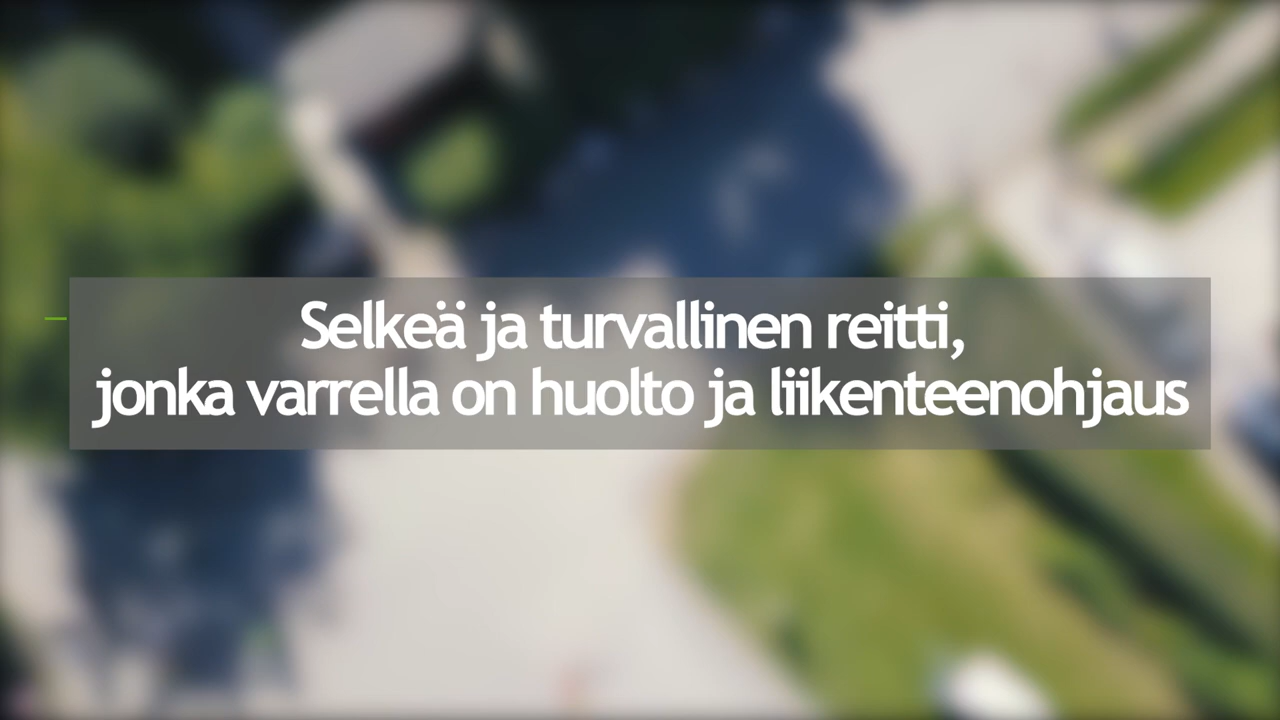 Selkeä ja turvallinen reitti,
jonka varrella on huolto ja liikenteenohjaus